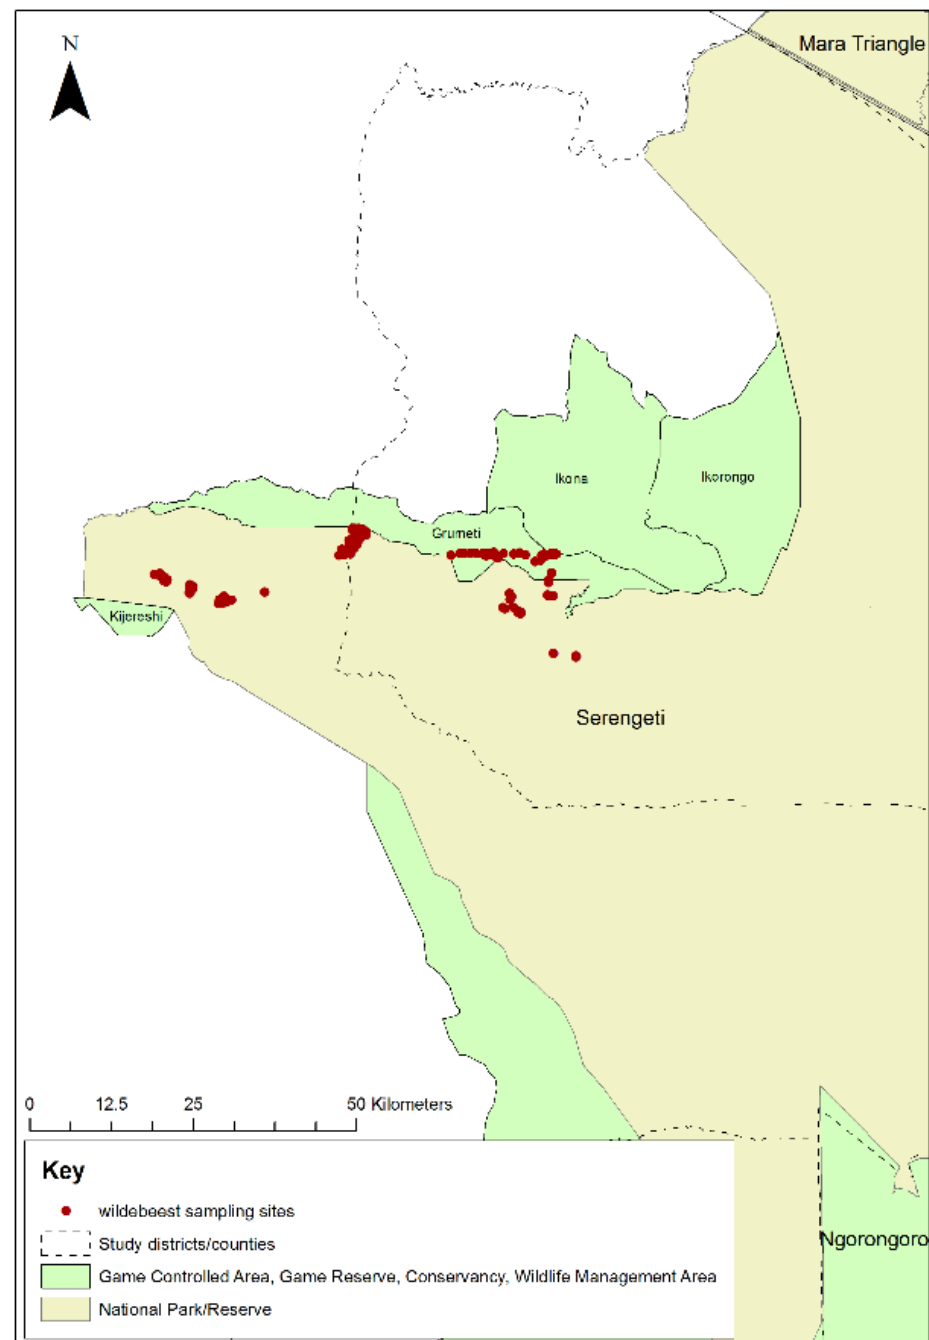 N
Mara Triangle
Ikona
Ikorongo
Grumeti
Kijereshi
Serengeti
0 12.5 25 50 Kilometers
Key
wildebeest sampling sites
Study districts/counties
Game Controlled Area, Game Reserve, Conservancy, Wildlife Management Area
National Park/Reserve
Ngorongoro